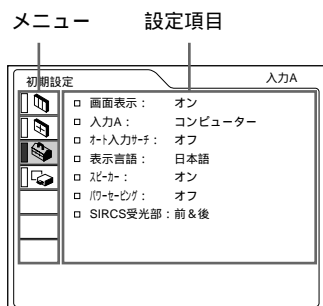 メニュー 設定項目
初期設定 入力A
画面表示： オン
入力A： コンピューター
ｵｰﾄ入力ｻｰﾁ： オフ
表示言語： 日本語
ｽﾋﾟｰｶｰ： オン
ﾊﾟﾜｰｾｰﾋﾞﾝｸﾞ： オフ
SIRCS受光部：前＆後